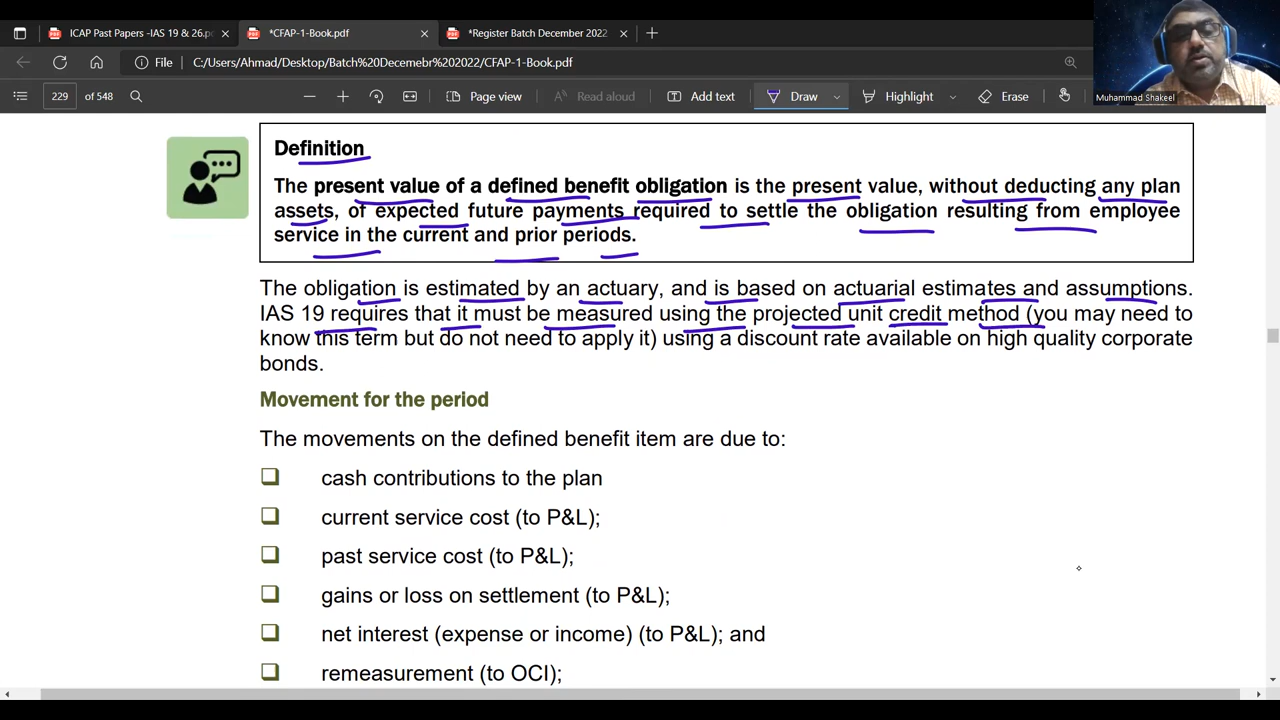 ICAP Past Papers -IAS 19 & 26.p
*CFAP-1-Book.pdf
*Register Batch December 2022
File
C:/Users/Ahmad/Desktop/Batch%20Decemebr%202022/CFAP-1-Book.pdf
229 of 548
Page view
Read aloud
Add text
Draw
Highlight
Erase
Muhammad Shakeel
Definition
The present value of a defined benefit obligation is the present value, without deducting any plan
assets, of expected future payments required to settle the obligation resulting from employee
service in the current and prior periods.
The obligation is estimated by an actuary, and is based on actuarial estimates and assumptions.
IAS 19 requires that it must be measured using the projected unit credit method (you may need to
know this term but do not need to apply it) using a discount rate available on high quality corporate
bonds.
Movement for the period
The movements on the defined benefit item are due to:
cash contributions to the plan
current service cost (to P&L);
past service cost (to P&L);
gains or loss on settlement (to P&L);
net interest (expense or income) (to P&L); and
remeasurement (to OCI);